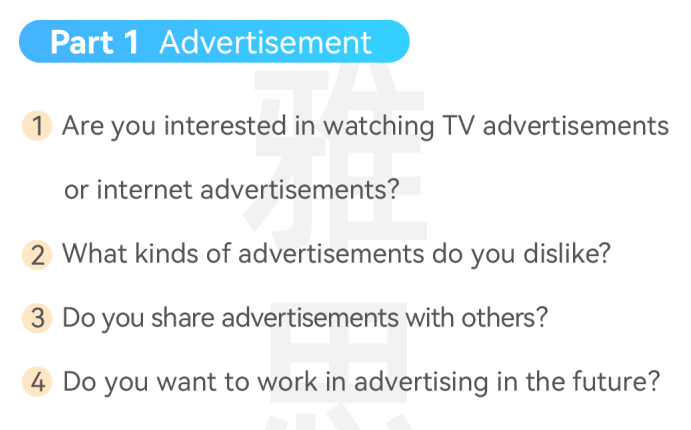 Part 1 Advertisement
1 Are you interested in watching TV advertisements
or internet advertisements?
2 What kinds of advertisements do you dislike?
3 Do you share advertisements with others?
4 Do you want to work in advertising in the future?
雅
思